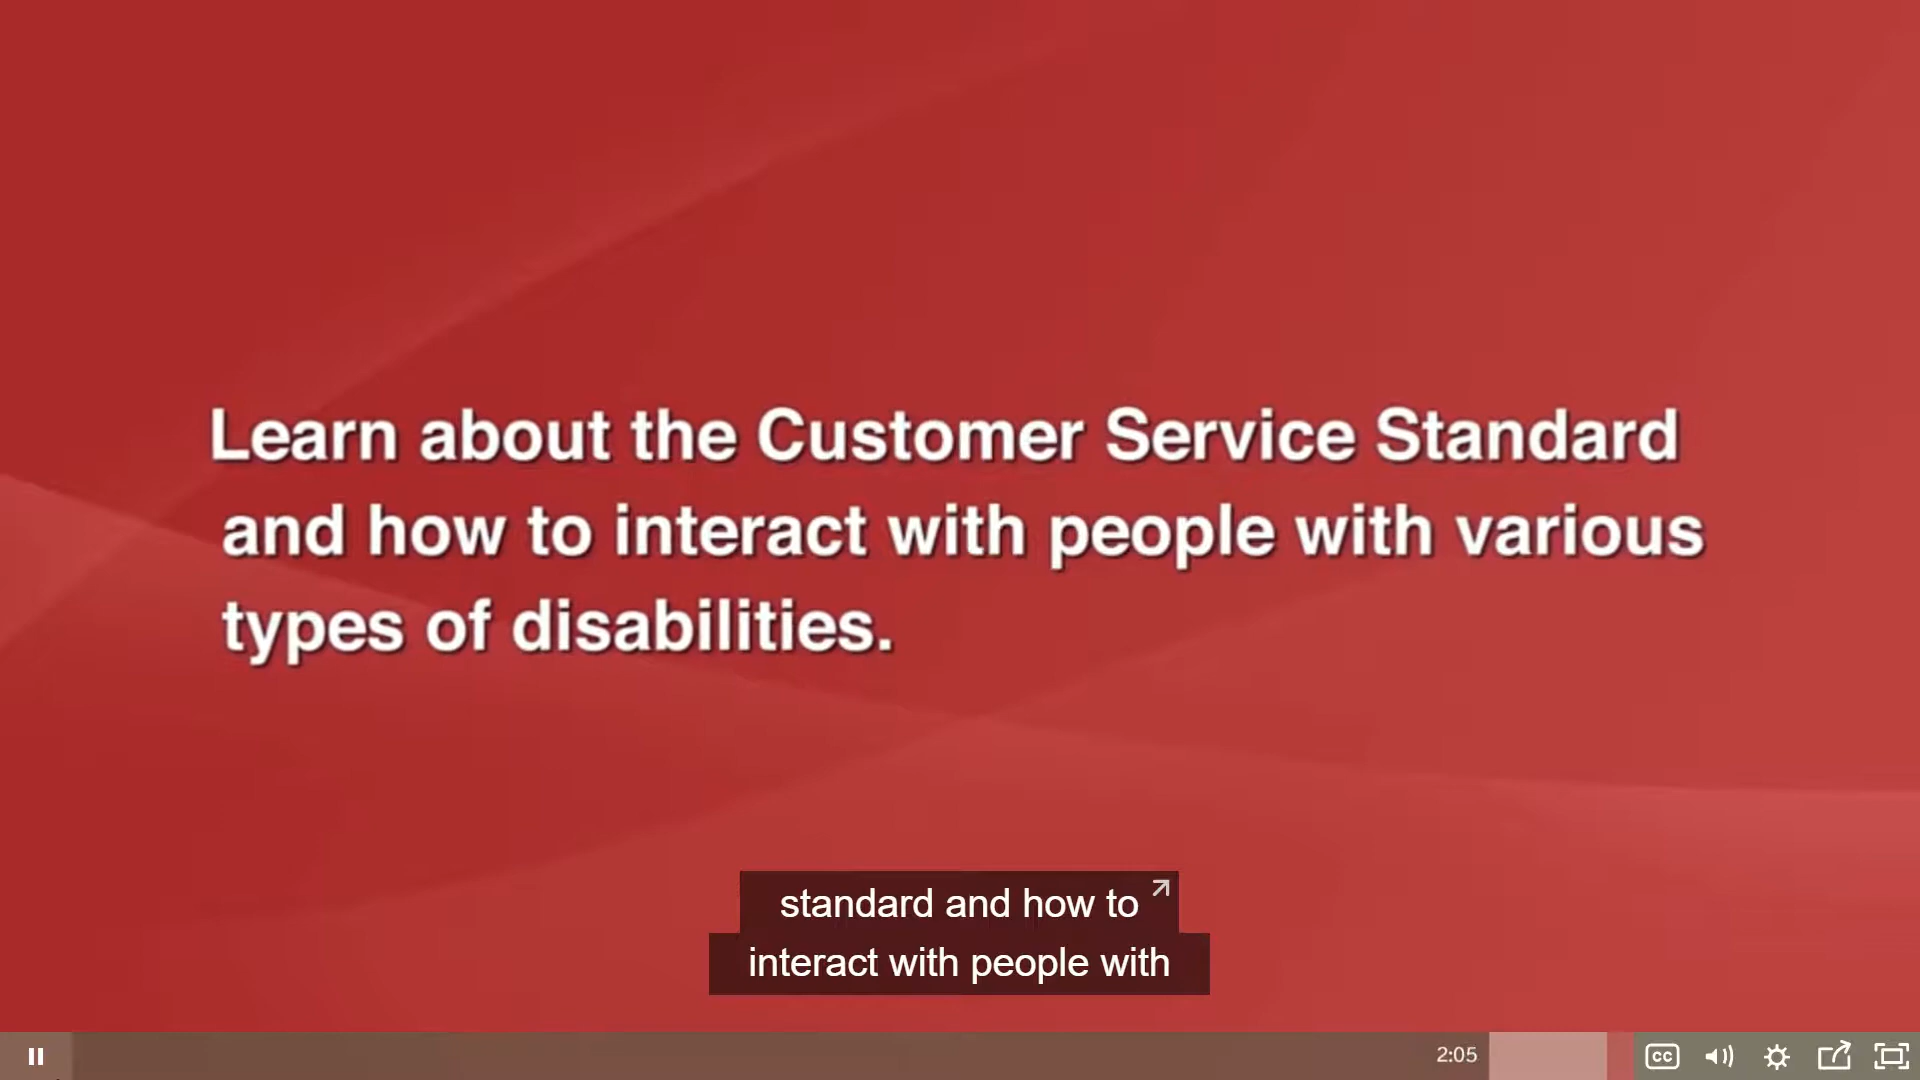 Learn about the Customer Service Standard
and how to interact with people with various
types of disabilities.
standard and how to
interact with people with
2:05
CC